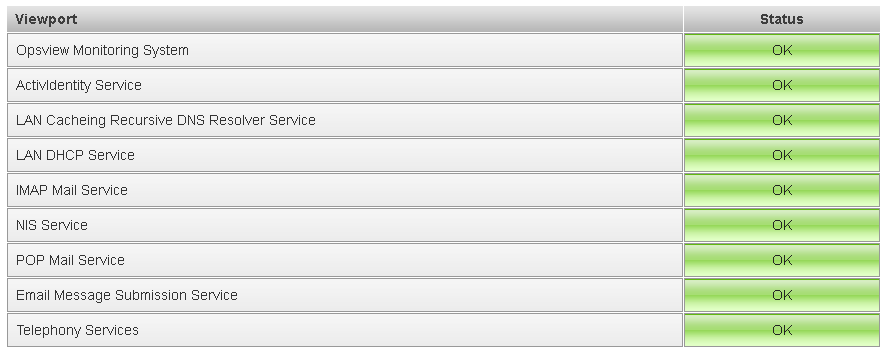 Viewport Status
Opsview Monitoring System OK
ActivIdentity Service OK
LAN Cacheing Recursive DNS Resolver Service OK
LAN DHCP Service OK
IMAP Mail Service OK
NIS Service OK
POP Mail Service OK
Email Message Submission Service OK
Telephony Services OK